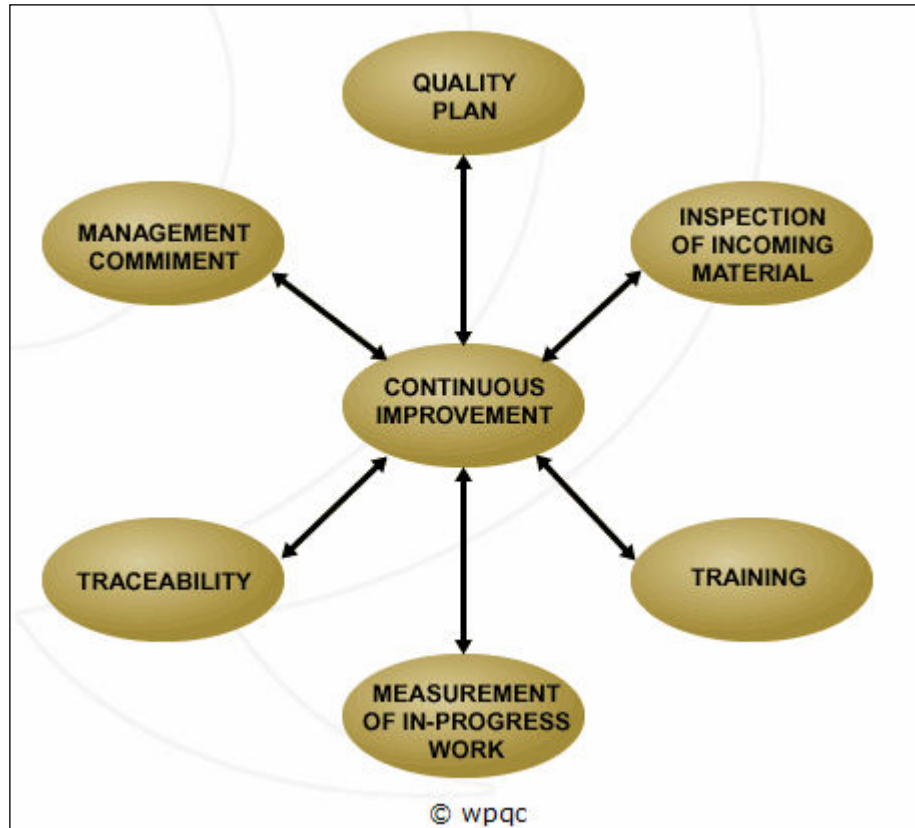 QUALITY
PLAN
MANAGEMENT
COMMIMENT
INSPECTION
OF INCOMING
MATERIAL
CONTINUOUS
IMPROVEMENT
TRACEABILITY
TRAINING
MEASUREMENT
OF IN-PROGRESS
WORK
© wpqc